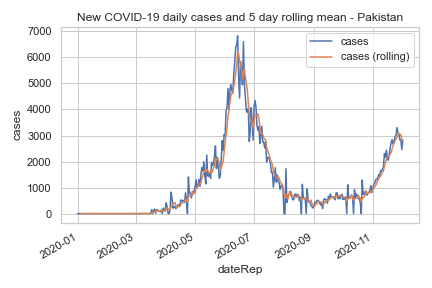 New COVID-19 daily cases and 5 day rolling mean - Pakistan
cases
cases (rolling)
7000
6000
5000
4000
3000
2000
1000
0
cases
2020-01
2020-03
2020-05
2020-07
2020-09
2020-11
dateRep